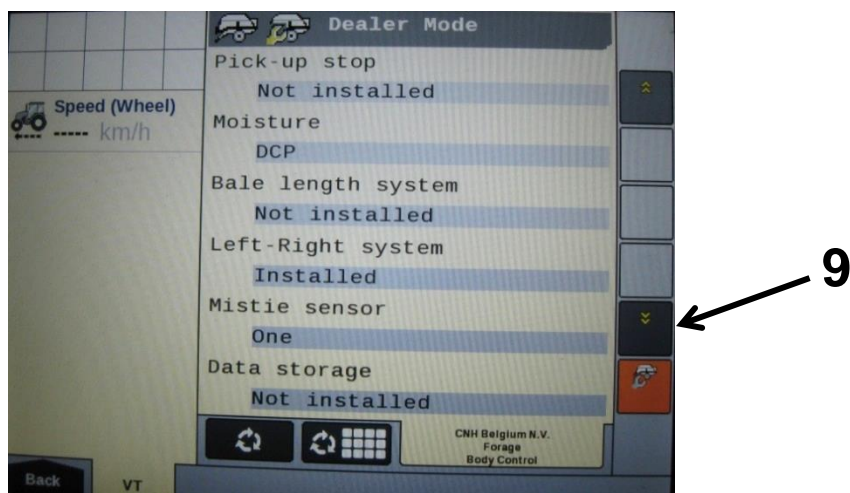 Dealer Mode
Pick-up stop
Not installed
Speed (Wheel)
----- km/h
Moisture
DCP
Bale length system
Not installed
Left-Right system
Installed
Mistie sensor
One
Data storage
Not installed
CNH Belgium N.V.
Forage
Body Control
Back
VT
9